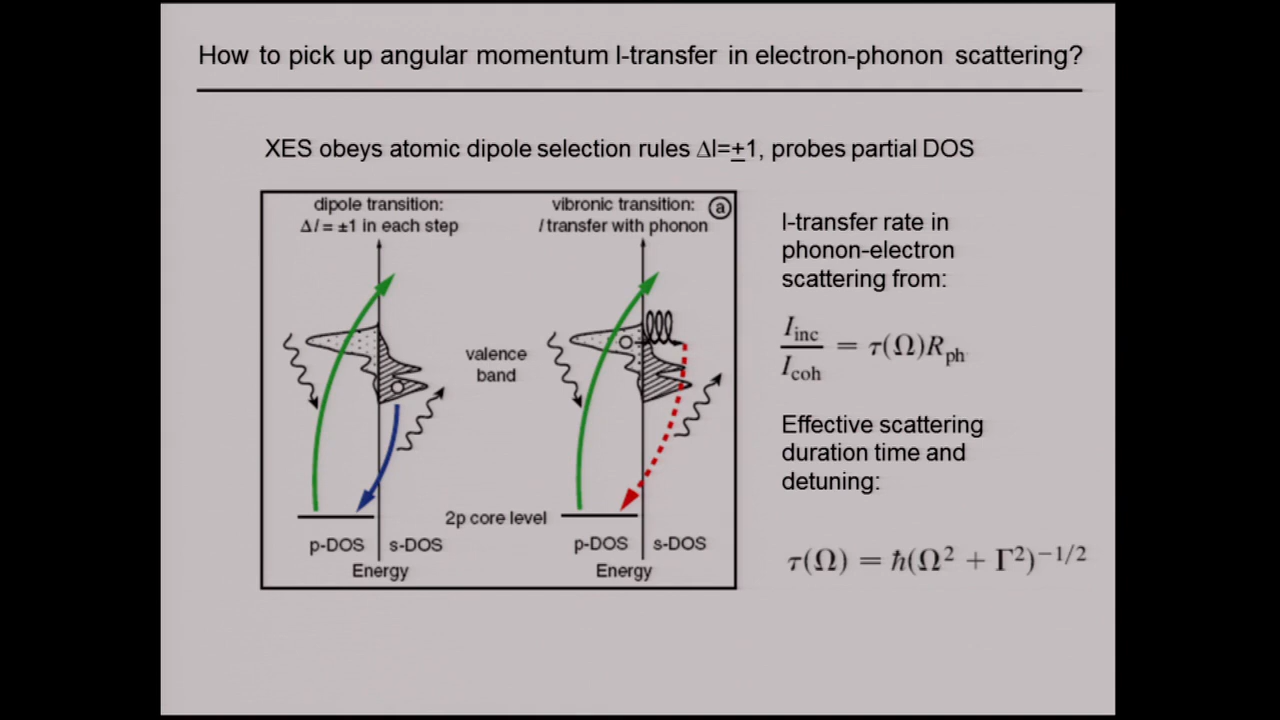 How to pick up angular momentum l-transfer in electron-phonon scattering?
XES obeys atomic dipole selection rules Δl=±1, probes partial DOS
dipole transition:
Δl = ±1 in each step
vibronic transition:
l transfer with phonon
a
valence
band
2p core level
p-DOS s-DOS
Energy
p-DOS s-DOS
Energy
l-transfer rate in
phonon-electron
scattering from:
I_inc / I_coh = τ(Ω)R_ph
Effective scattering
duration time and
detuning:
τ(Ω) = ℏ(Ω² + Γ²)^−1/2